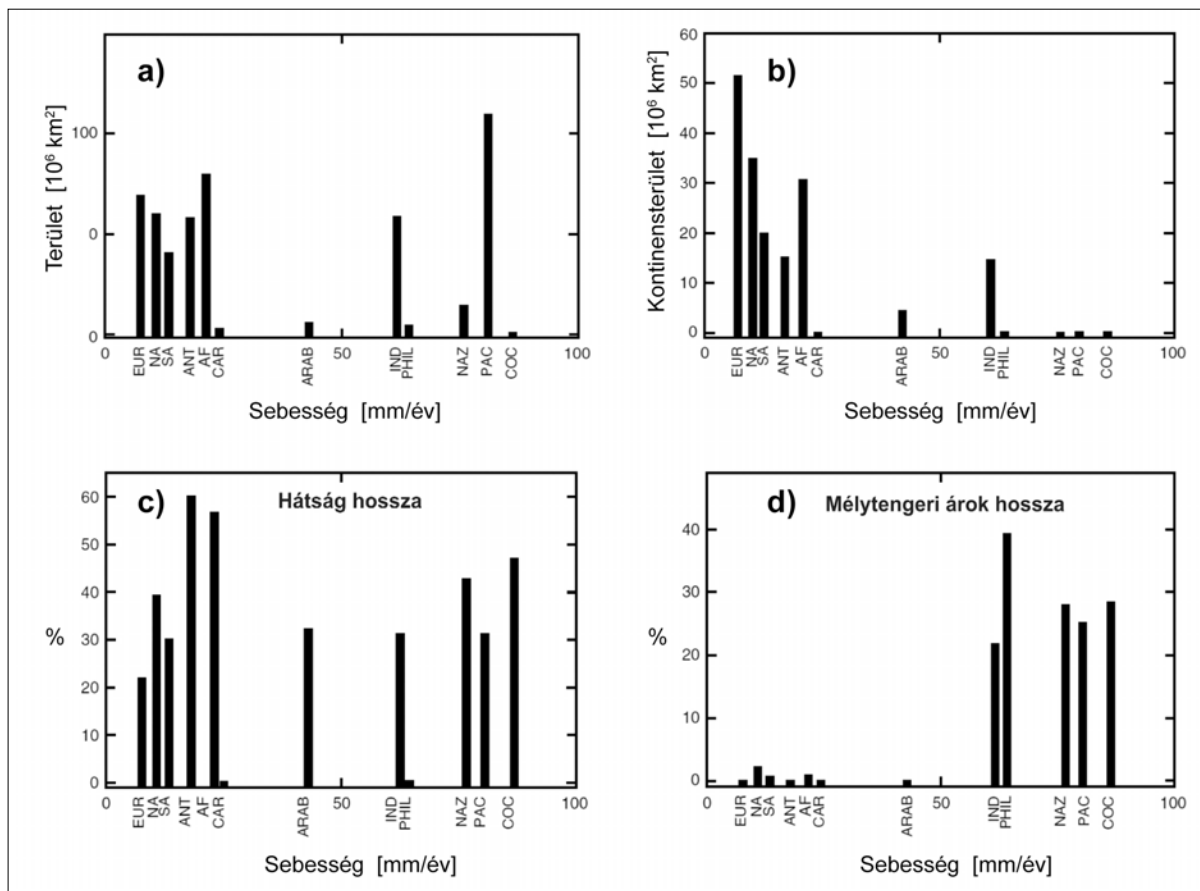 a)
Terület [10⁶ km²]
100
0
0
0
50
100
EUR
NA
SA
ANT
AF
CAR
ARAB
IND
PHIL
NAZ
PAC
COC
Sebesség [mm/év]
b)
Kontinensterület [10⁶ km²]
60
50
40
30
20
10
0
0
50
100
EUR
NA
SA
ANT
AF
CAR
ARAB
IND
PHIL
NAZ
PAC
COC
Sebesség [mm/év]
c)
Hátság hossza
%
60
50
40
30
20
10
0
0
50
100
EUR
NA
SA
ANT
AF
CAR
ARAB
IND
PHIL
NAZ
PAC
COC
Sebesség [mm/év]
d)
Mélytengeri árok hossza
%
40
30
20
10
0
0
50
100
EUR
NA
SA
ANT
AF
CAR
ARAB
IND
PHIL
NAZ
PAC
COC
Sebesség [mm/év]